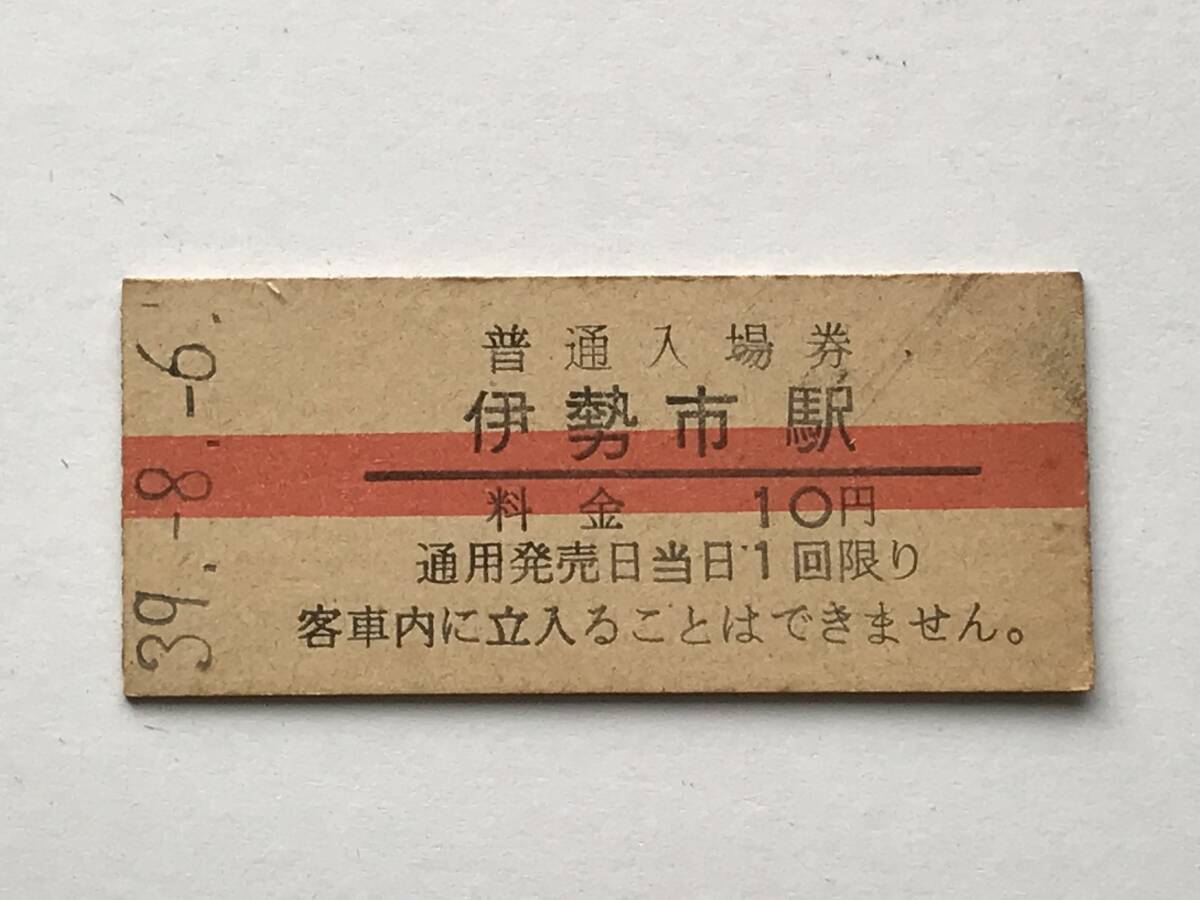 普通入場券
伊勢市駅
料金 10円
通用発売日当日1回限り
客車内に立入ることはできません。
39.-8.-6.